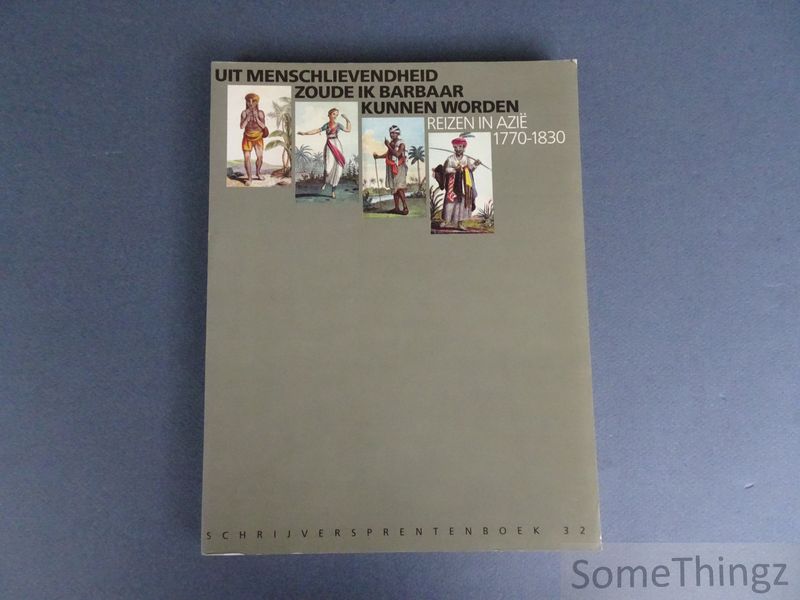 UIT MENSCHLIEVENDHEID
ZOUDE IK BARBAAR
KUNNEN WORDEN
REIZEN IN AZIË
1770-1830
SCHRIJVERSPRENTENBOEK 32
SomeThingz